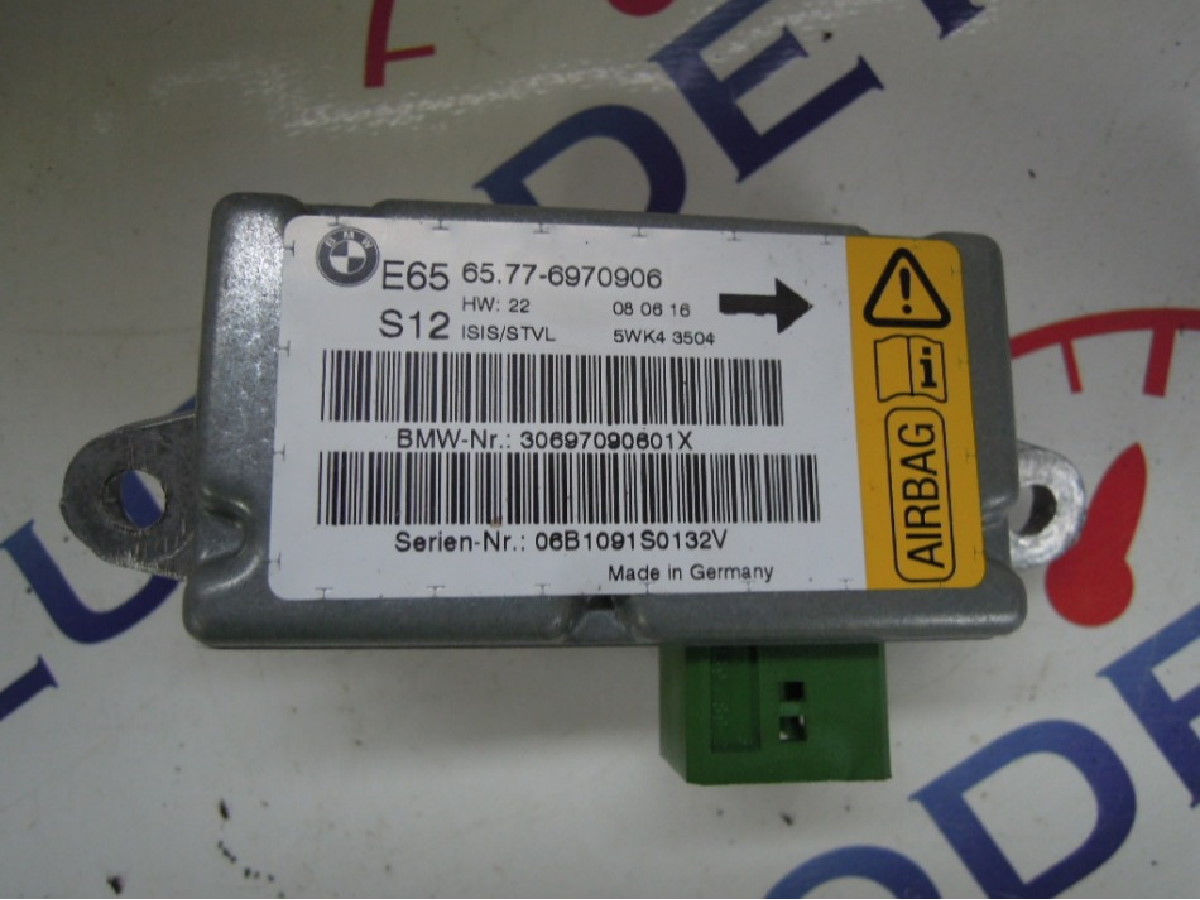 BMW
E65 65.77-6970906
HW: 22 08 06 16
S12 ISIS/STVL 5WK4 3504
BMW-Nr.: 30697090601X
Serien-Nr.: 06B1091S0132V
Made in Germany
AIRBAG